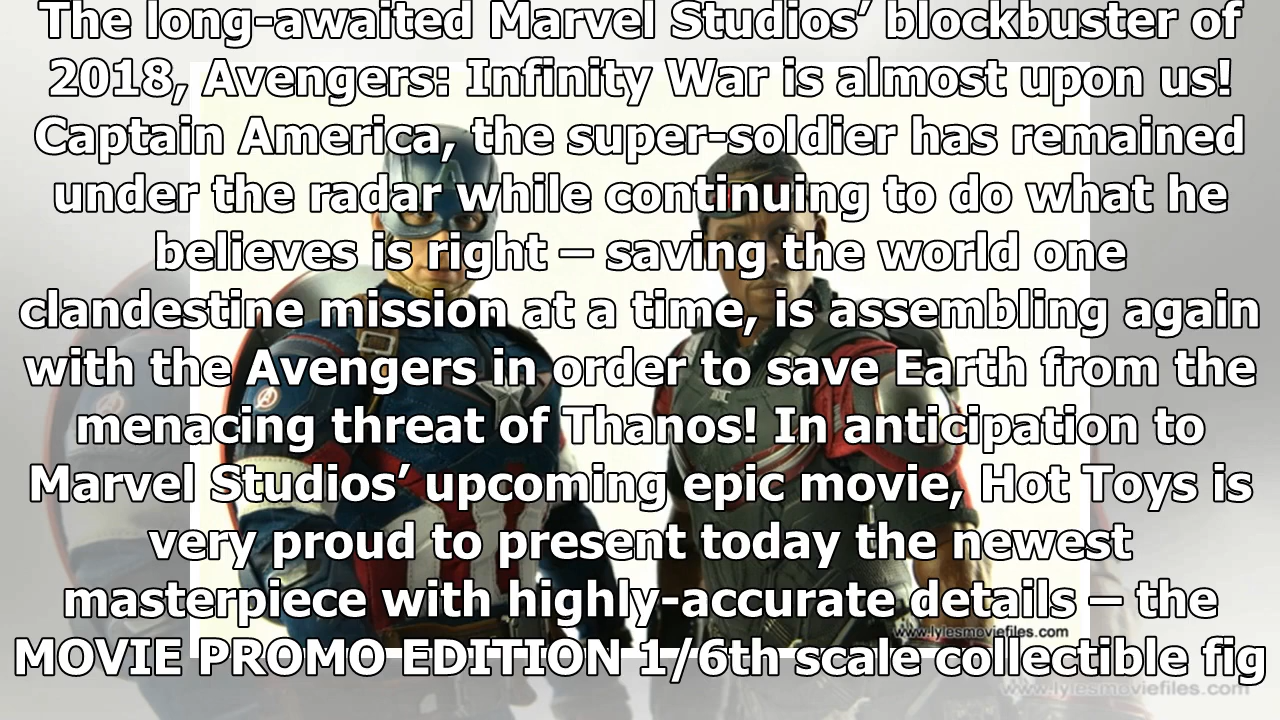 The long-awaited Marvel Studios’ blockbuster of
2018, Avengers: Infinity War is almost upon us!
Captain America, the super-soldier has remained
under the radar while continuing to do what he
believes is right – saving the world one
clandestine mission at a time, is assembling again
with the Avengers in order to save Earth from the
menacing threat of Thanos! In anticipation to
Marvel Studios’ upcoming epic movie, Hot Toys is
very proud to present today the newest
masterpiece with highly-accurate details – the
www.lylesmoviefiles.com
MOVIE PROMO EDITION 1/6th scale collectible fig
www.lylesmoviefiles.com